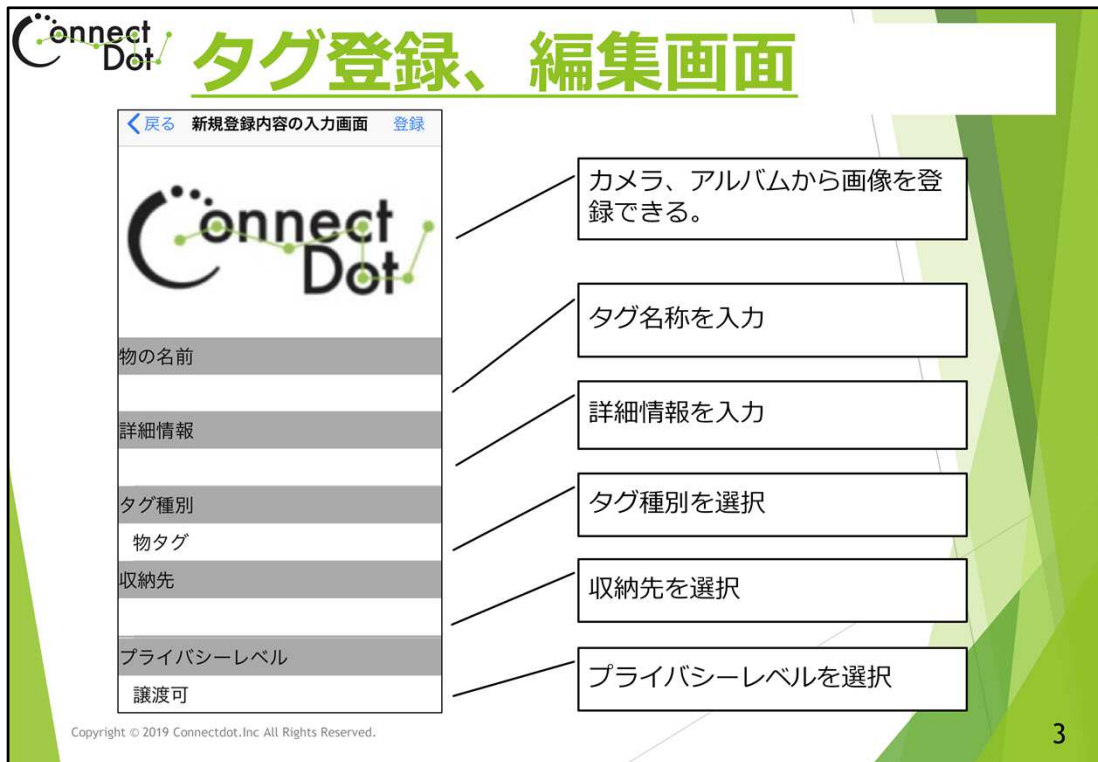 Connect
Dot
タグ登録、編集画面
戻る 新規登録内容の入力画面 登録
Connect
Dot
カメラ、アルバムから画像を登
録できる。
タグ名称を入力
物の名前
詳細情報を入力
詳細情報
タグ種別を選択
タグ種別
物タグ
収納先を選択
収納先
プライバシーレベルを選択
プライバシーレベル
譲渡可
Copyright © 2019 Connectdot.Inc All Rights Reserved.
3